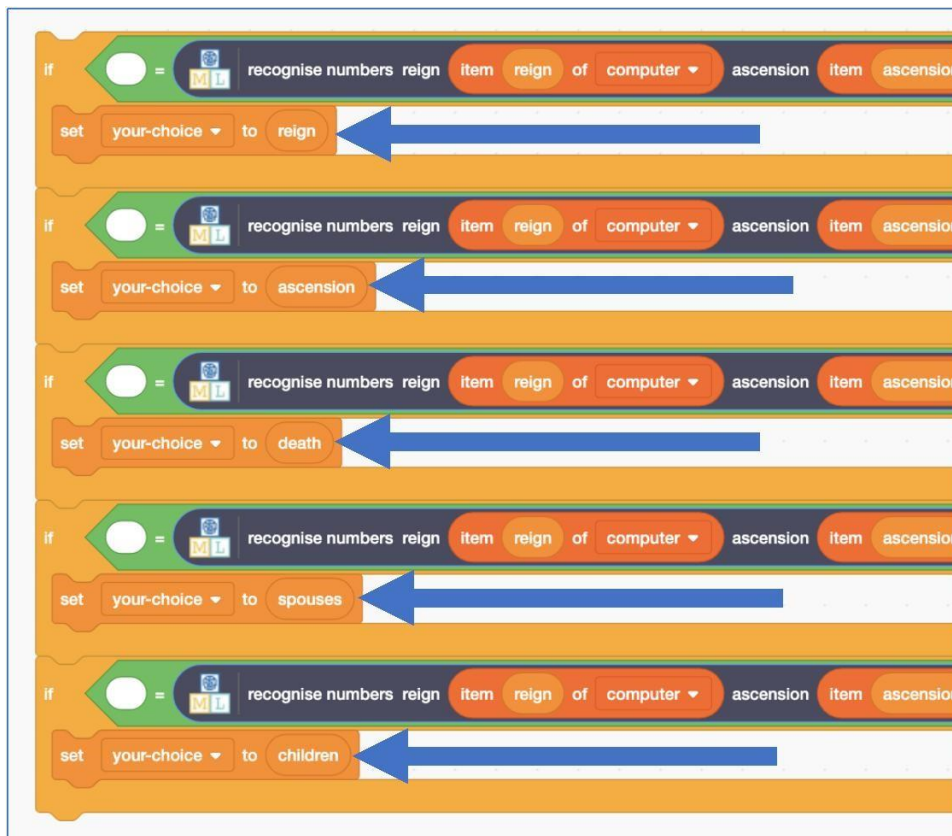 if = ML recognise numbers reign item reign of computer ascension item ascensio
set your-choice to reign
if = ML recognise numbers reign item reign of computer ascension item ascensio
set your-choice to ascension
if = ML recognise numbers reign item reign of computer ascension item ascensio
set your-choice to death
if = ML recognise numbers reign item reign of computer ascension item ascensio
set your-choice to spouses
if = ML recognise numbers reign item reign of computer ascension item ascensio
set your-choice to children